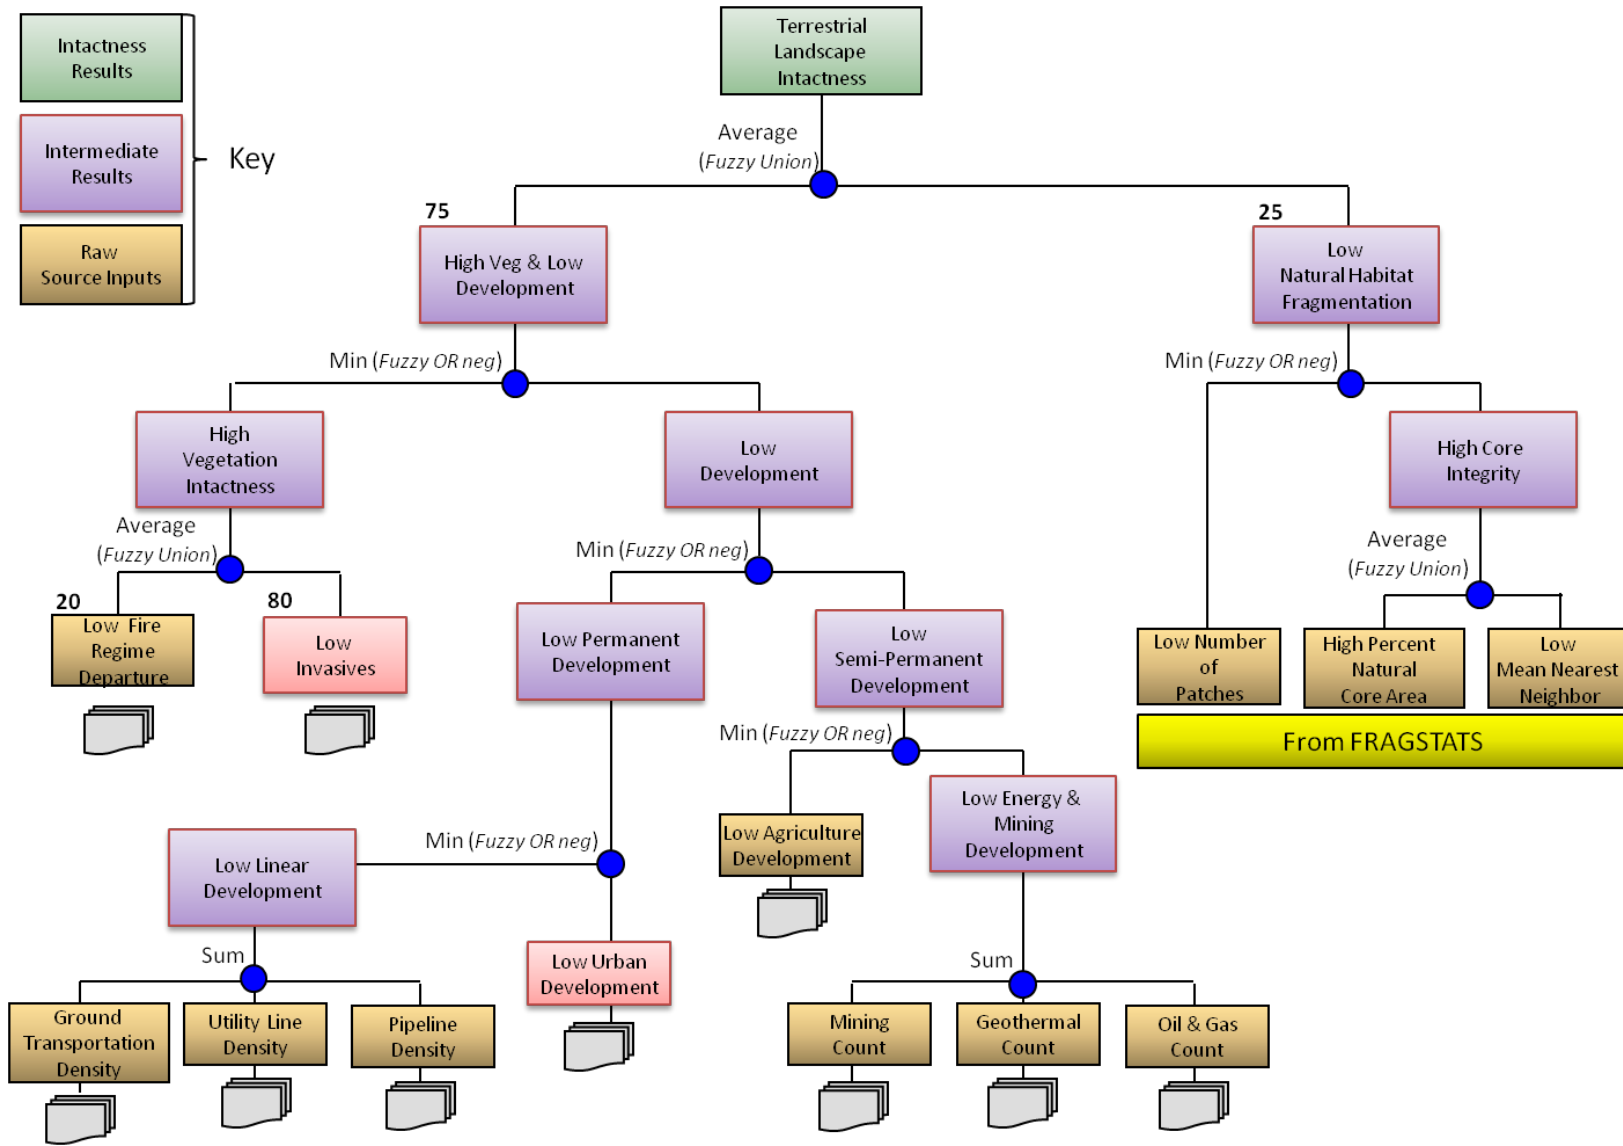 Intactness
Results
Intermediate
Results
Raw
Source Inputs
Key
Terrestrial
Landscape
Intactness
Average
(Fuzzy Union)
75
High Veg & Low
Development
25
Low
Natural Habitat
Fragmentation
Min (Fuzzy OR neg)
Min (Fuzzy OR neg)
High
Vegetation
Intactness
Low
Development
High Core
Integrity
Average
(Fuzzy Union)
Min (Fuzzy OR neg)
Average
(Fuzzy Union)
20
Low Fire
Regime
Departure
80
Low
Invasives
Low Permanent
Development
Low
Semi-Permanent
Development
Low Number
of
Patches
High Percent
Natural
Core Area
Low
Mean Nearest
Neighbor
From FRAGSTATS
Min (Fuzzy OR neg)
Low Agriculture
Development
Low Energy &
Mining
Development
Min (Fuzzy OR neg)
Low Linear
Development
Low Urban
Development
Sum
Sum
Ground
Transportation
Density
Utility Line
Density
Pipeline
Density
Mining
Count
Geothermal
Count
Oil & Gas
Count